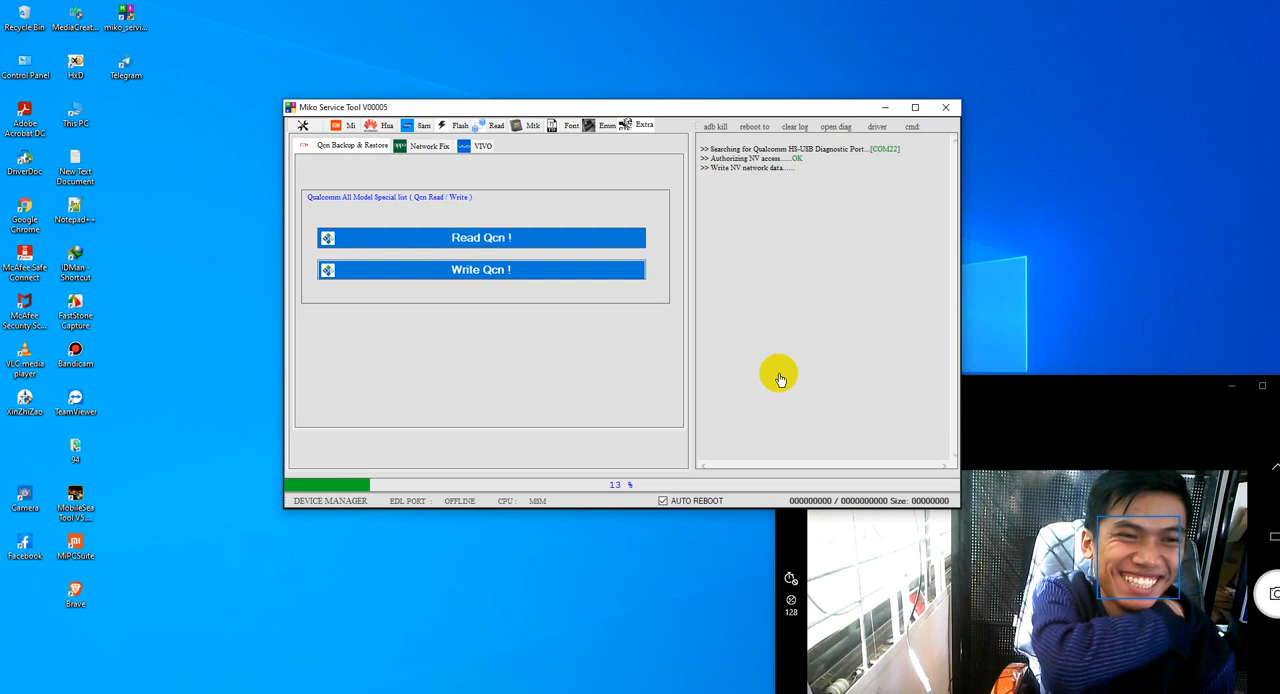 Recycle Bin
MediaCreat...
miko_servi...
Control Panel
HxD
Telegram
Adobe
Acrobat DC
This PC
DriverDoc
New Text
Document
Google
Chrome
Notepad++
McAfee Safe
Connect
IDMan -
Shortcut
McAfee
Security Sc...
FastStone
Capture
VLC media
player
Bandicam
XinZhiZao
TeamViewer
94
Camera
MobileSea
Tool V5....
Facebook
MiPCSuite
Brave
Miko Service Tool V00005
Mi Hua Sam Flash Read Mtk Font Emm Extra
Qcn Backup & Restore Network Fix VIVO
Qualcomm All Model Special list ( Qcn Read / Write )
Read Qcn !
Write Qcn !
adb kill reboot to clear log open diag driver cmd:
>> Searching for Qualcomm HS-USB Diagnostic Port...[COM22]
>> Authorizing NV access.....OK
>> Write NV network data......
13 %
DEVICE MANAGER EDL PORT : OFFLINE CPU : MSM AUTO REBOOT 000000000 / 0000000000 Size: 00000000
128